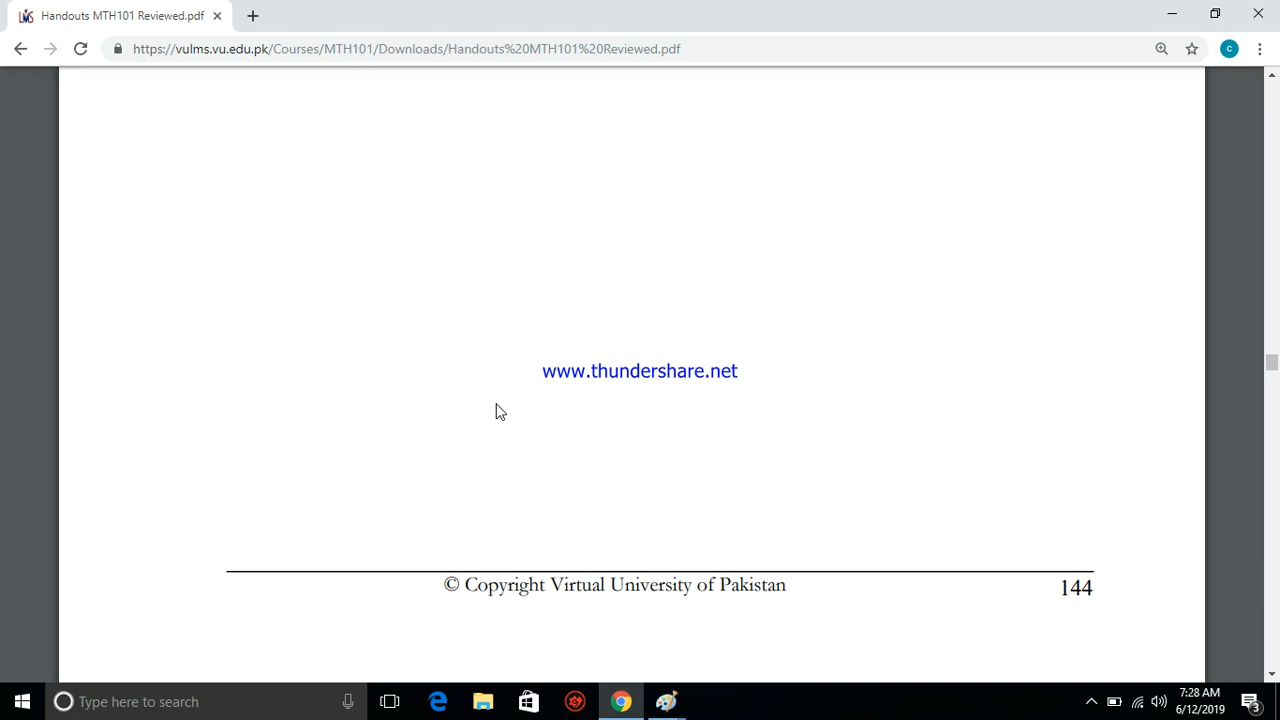 Handouts MTH101 Reviewed.pdf
https://vulms.vu.edu.pk/Courses/MTH101/Downloads/Handouts%20MTH101%20Reviewed.pdf
C
www.thundershare.net
© Copyright Virtual University of Pakistan 144
Type here to search
7:28 AM
6/12/2019
3